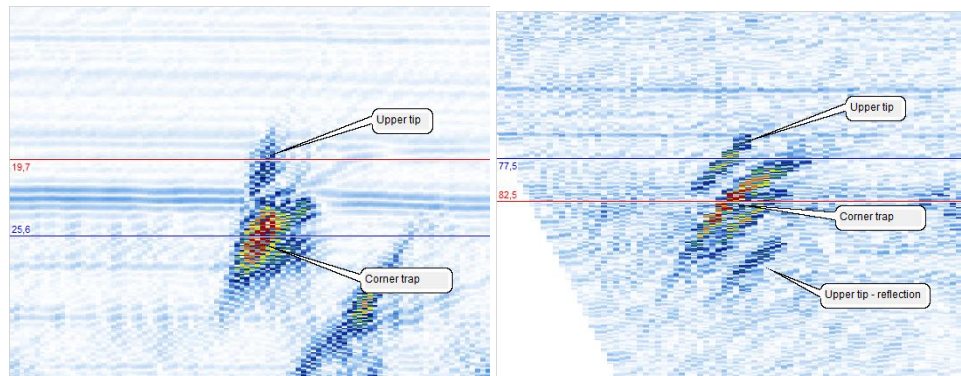 Upper tip
19,7
25,6
Corner trap
Upper tip
77,5
82,5
Corner trap
Upper tip - reflection